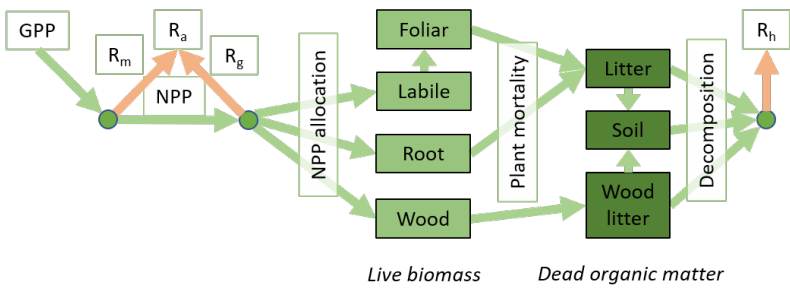 GPP
Rm
Ra
Rg
NPP
NPP allocation
Foliar
Labile
Root
Wood
Plant mortality
Litter
Soil
Wood
litter
Decomposition
Rh
Live biomass
Dead organic matter